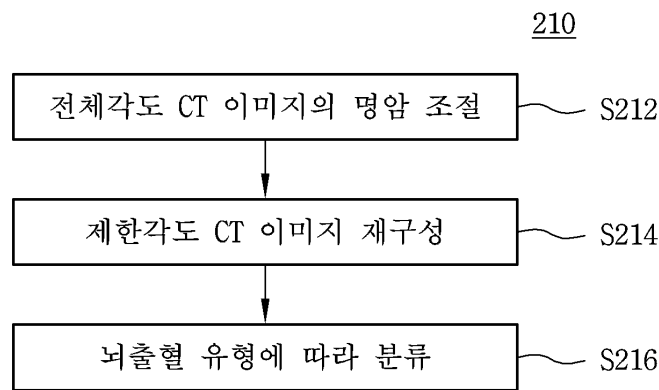 210
전체각도 CT 이미지의 명암 조절
S212
제한각도 CT 이미지 재구성
S214
뇌출혈 유형에 따라 분류
S216